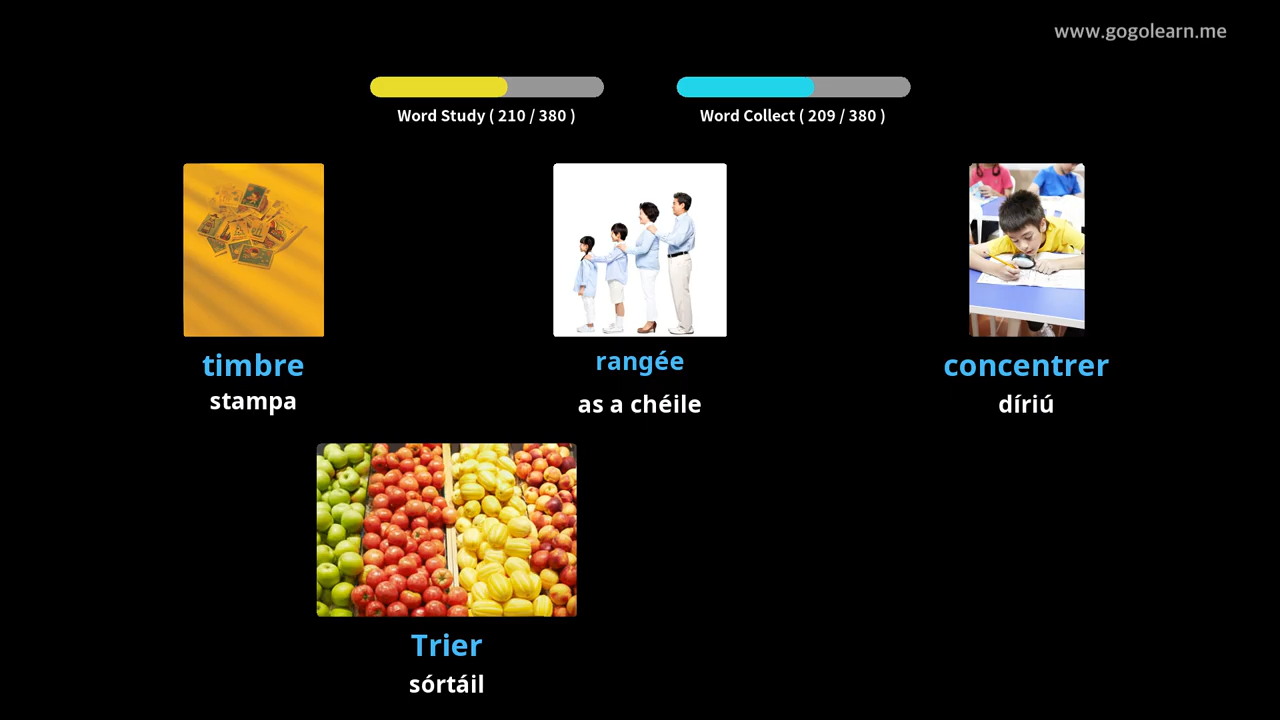 www.gogolearn.me
Word Study ( 210 / 380 )
Word Collect ( 209 / 380 )
timbre
stampa
rangée
as a chéile
concentrer
díriú
Trier
sórtáil